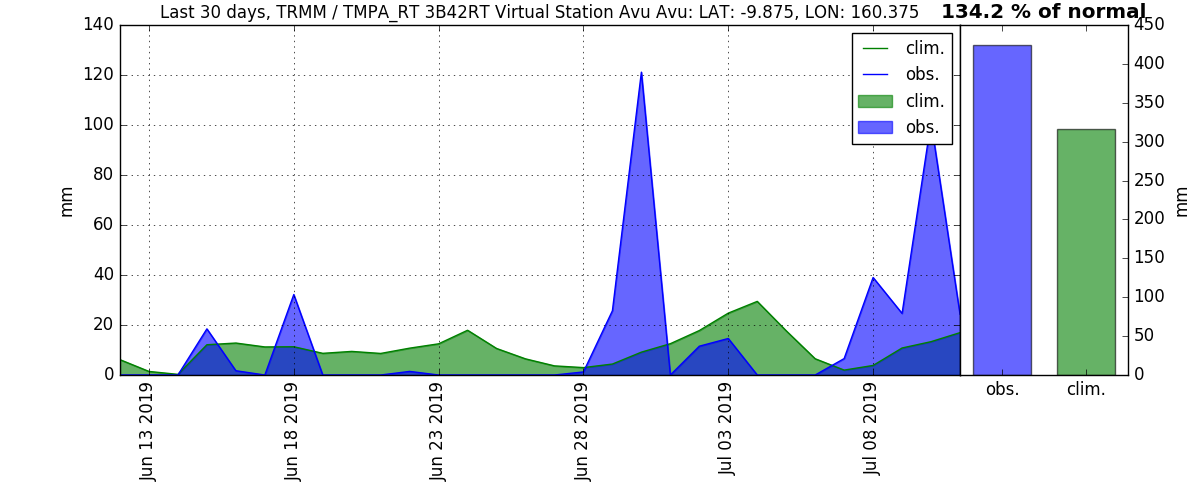 Last 30 days, TRMM / TMPA_RT 3B42RT Virtual Station Avu Avu: LAT: -9.875, LON: 160.375
134.2 % of normal
140
120
100
80
60
40
20
0
mm
clim.
obs.
clim.
obs.
Jun 13 2019
Jun 18 2019
Jun 23 2019
Jun 28 2019
Jul 03 2019
Jul 08 2019
450
400
350
300
250
200
150
100
50
0
mm
obs.
clim.